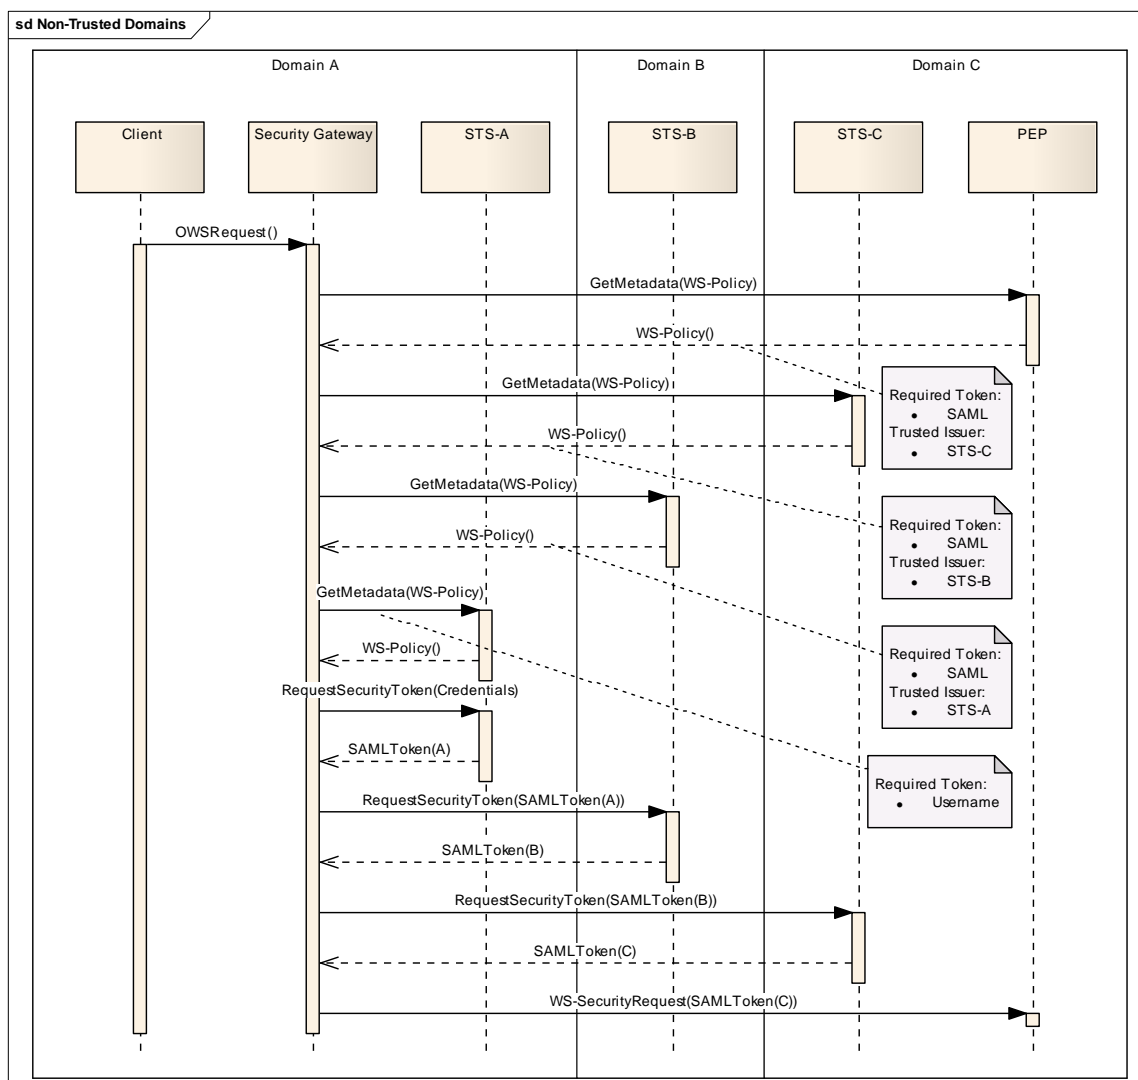 sd Non-Trusted Domains
Domain A
Domain B
Domain C
Client
Security Gateway
STS-A
STS-B
STS-C
PEP
OWSRequest()
GetMetadata(WS-Policy)
WS-Policy()
GetMetadata(WS-Policy)
Required Token:
• SAML
Trusted Issuer:
• STS-C
WS-Policy()
GetMetadata(WS-Policy)
Required Token:
• SAML
Trusted Issuer:
• STS-B
WS-Policy()
GetMetadata(WS-Policy)
WS-Policy()
Required Token:
• SAML
Trusted Issuer:
• STS-A
RequestSecurityToken(Credentials)
SAMLToken(A)
Required Token:
• Username
RequestSecurityToken(SAMLToken(A))
SAMLToken(B)
RequestSecurityToken(SAMLToken(B))
SAMLToken(C)
WS-SecurityRequest(SAMLToken(C))